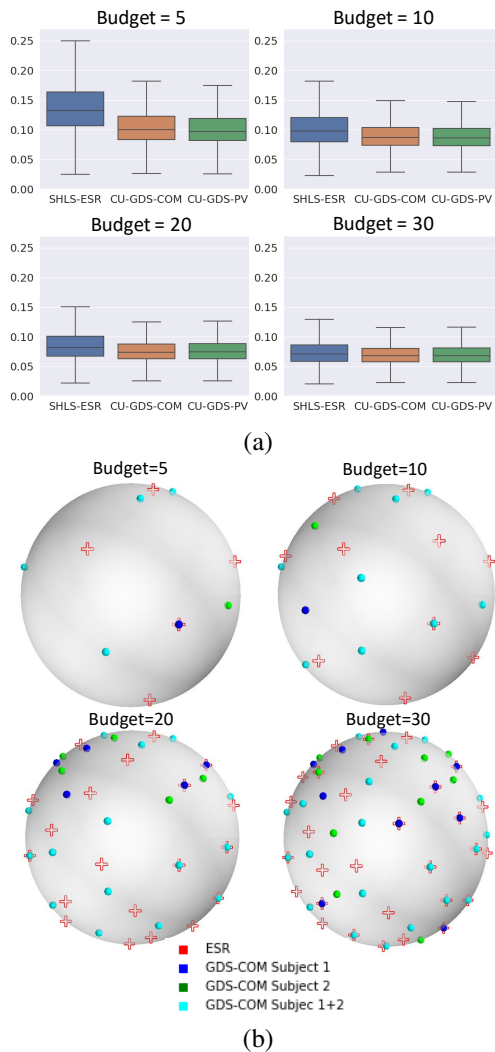 Budget = 5
Budget = 10
0.25
0.20
0.15
0.10
0.05
0.00
SHLS-ESR CU-GDS-COM CU-GDS-PV
0.25
0.20
0.15
0.10
0.05
0.00
SHLS-ESR CU-GDS-COM CU-GDS-PV
Budget = 20
Budget = 30
0.25
0.20
0.15
0.10
0.05
0.00
SHLS-ESR CU-GDS-COM CU-GDS-PV
0.25
0.20
0.15
0.10
0.05
0.00
SHLS-ESR CU-GDS-COM CU-GDS-PV
(a)
Budget=5
Budget=10
Budget=20
Budget=30
ESR
GDS-COM Subject 1
GDS-COM Subject 2
GDS-COM Subjec 1+2
(b)